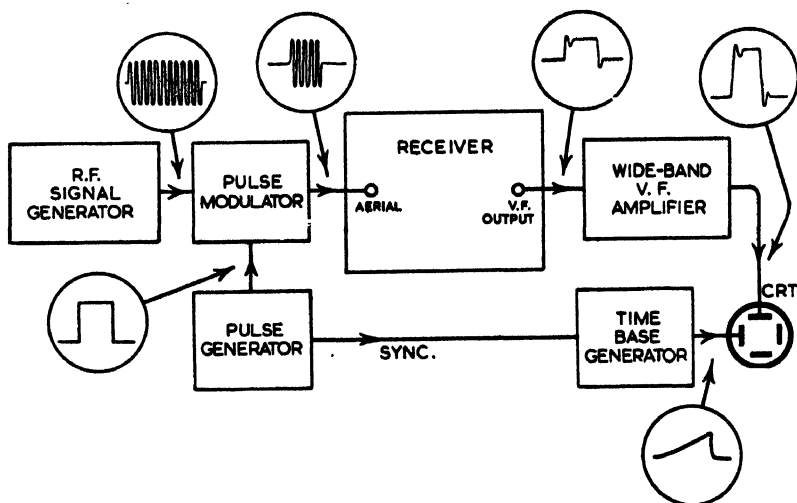 R.F.
SIGNAL
GENERATOR
PULSE
MODULATOR
RECEIVER
AERIAL
V.F.
OUTPUT
WIDE-BAND
V. F.
AMPLIFIER
PULSE
GENERATOR
SYNC.
TIME
BASE
GENERATOR
CRT